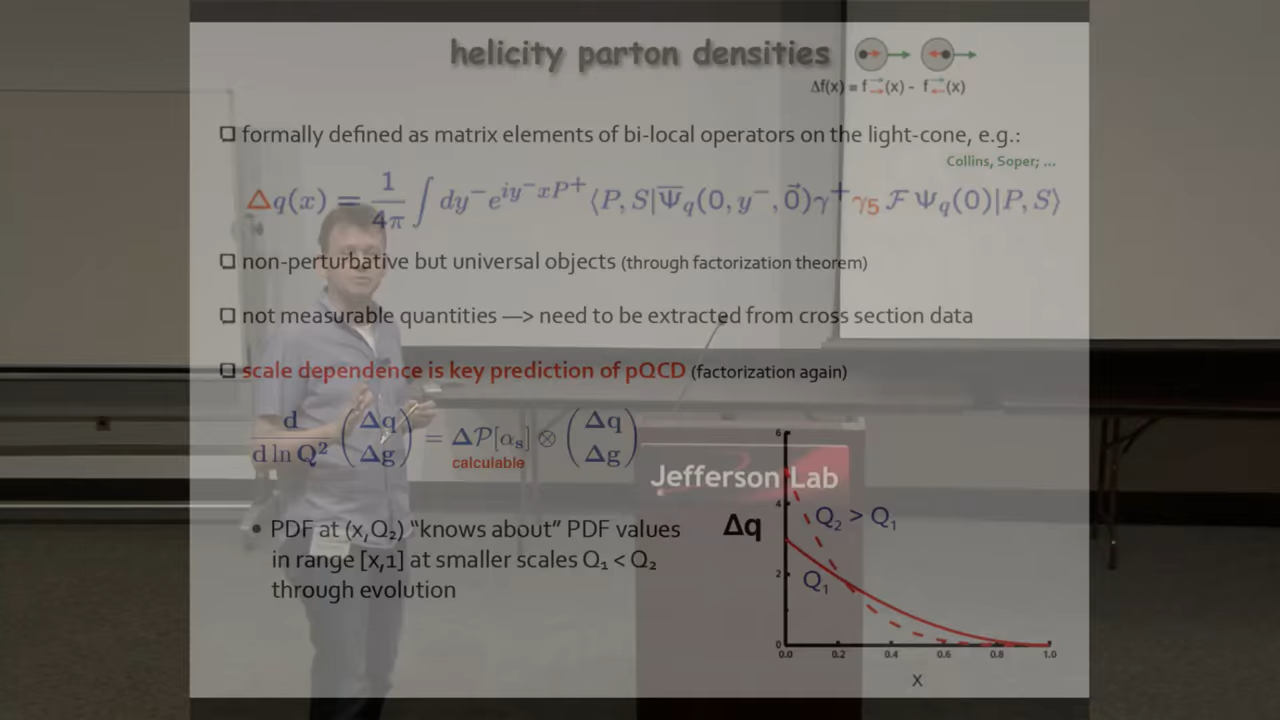 helicity parton densities
Δf(x) = f→→(x) - f→←(x)
❑ formally defined as matrix elements of bi-local operators on the light-cone, e.g.:
Collins, Soper; ...
Δq(x) = 1/4π ∫ dy⁻ e^{iy⁻xP⁺} ⟨P, S|Ψ̅_q(0, y⁻, 0⃗)γ⁺ γ₅ ℱ Ψ_q(0)|P, S⟩
❑ non-perturbative but universal objects (through factorization theorem)
❑ not measurable quantities —> need to be extracted from cross section data
❑ scale dependence is key prediction of pQCD (factorization again)
d/d ln Q² (Δq Δg) = Δ𝒫[αₛ] ⊗ (Δq Δg)
calculable
Jefferson Lab
• PDF at (x,Q₂) “knows about” PDF values
in range [x,1] at smaller scales Q₁ < Q₂
through evolution
Δq
Q₂ > Q₁
Q₁
6
4
2
0
0.0 0.2 0.4 0.6 0.8 1.0
x